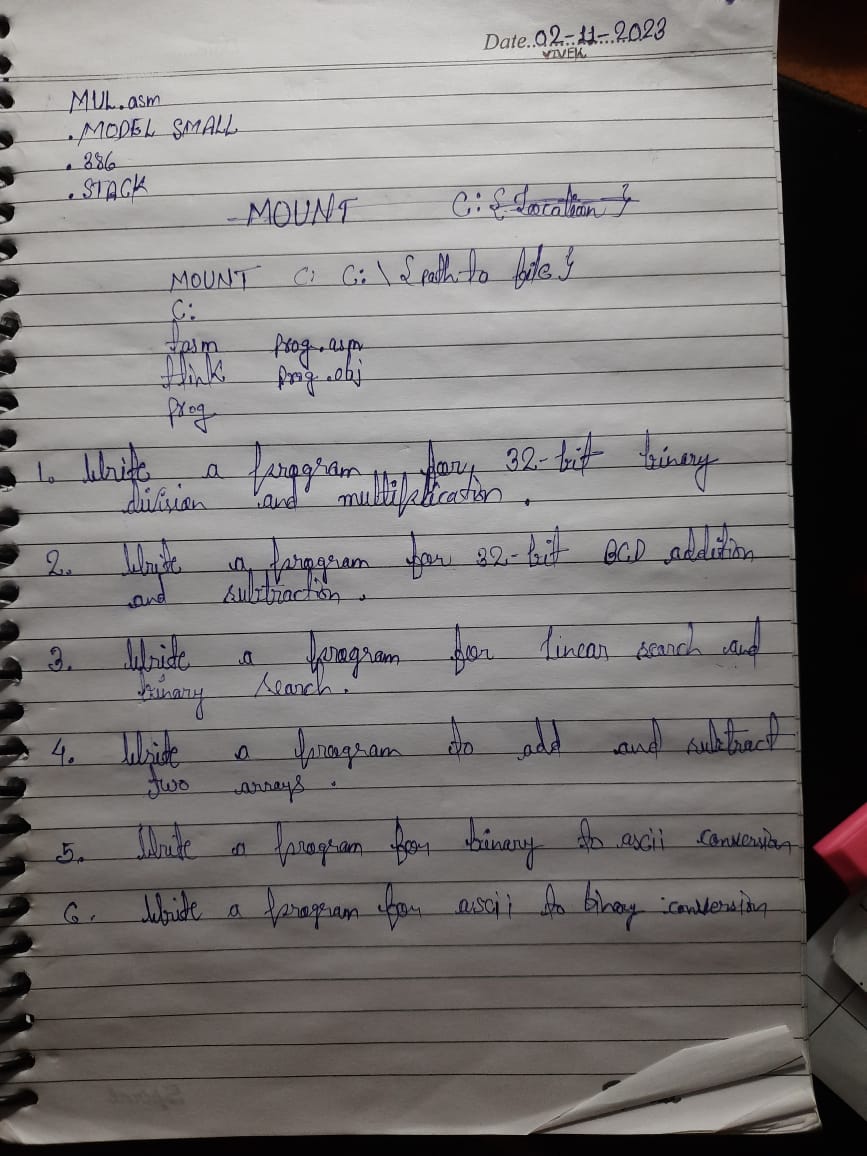 Date..02-11-2023
VIVEK
MUL.asm
.MODEL SMALL
.386
.STACK
-MOUNT C:{location}
MOUNT C: C:\{path to file}
C:
tasm prog.asm
tlink prog.obj
prog
1. Write a program for 32-bit binary
division and multiplication.
2. Write a program for 32-bit BCD addition
and subtraction.
3. Write a program for linear search and
binary search.
4. Write a program to add and subtract
two arrays.
5. Write a program for binary to ascii conversion
6. Write a program for ascii to binary conversion